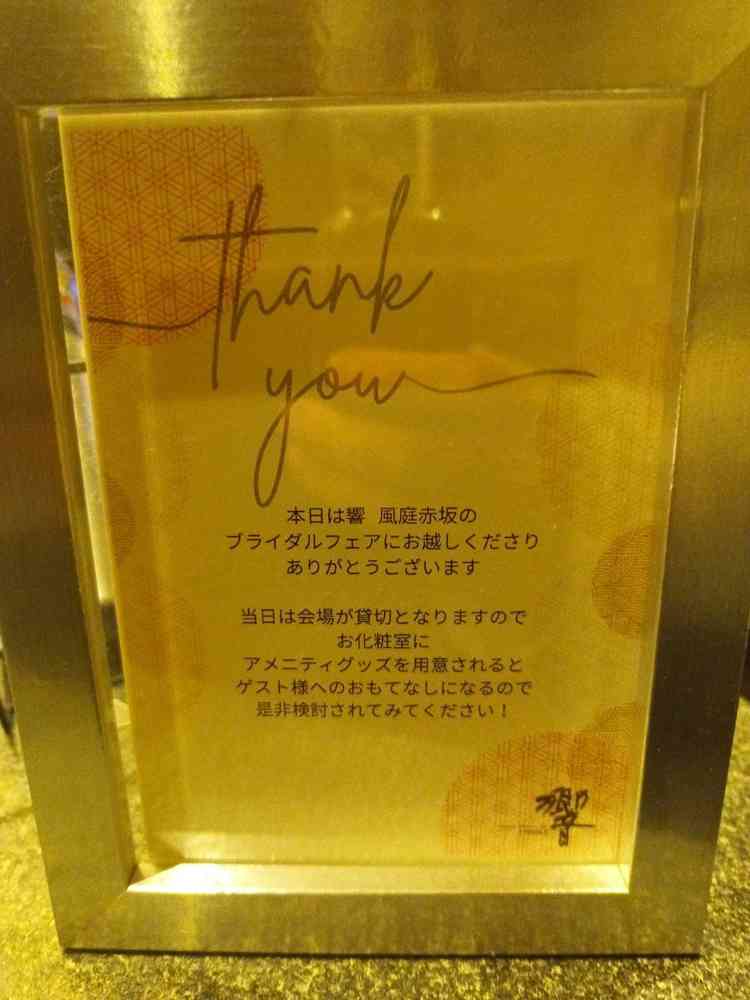 thank
you
本日は響 風庭赤坂の
ブライダルフェアにお越しくださり
ありがとうございます
当日は会場が貸切となりますので
お化粧室に
アメニティグッズを用意されると
ゲスト様へのおもてなしになるので
是非検討されてみてください！
響